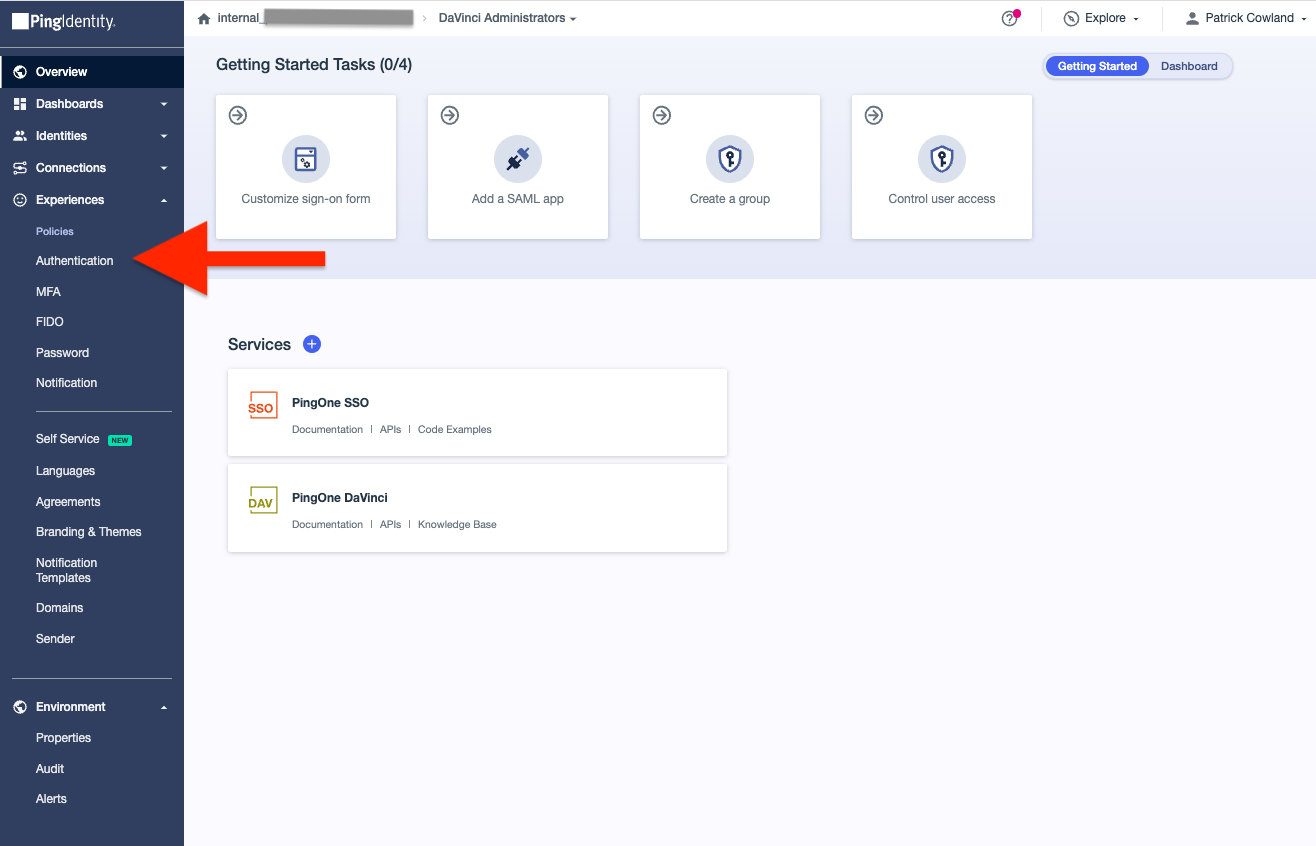 PingIdentity.
internal_
DaVinci Administrators
?
Explore
Patrick Cowland
Overview
Dashboards
Identities
Connections
Experiences
Policies
Authentication
MFA
FIDO
Password
Notification
Self Service NEW
Languages
Agreements
Branding & Themes
Notification
Templates
Domains
Sender
Environment
Properties
Audit
Alerts
Getting Started Tasks (0/4)
Getting Started
Dashboard
Customize sign-on form
Add a SAML app
Create a group
Control user access
Services
SSO
PingOne SSO
Documentation | APIs | Code Examples
DAV
PingOne DaVinci
Documentation | APIs | Knowledge Base